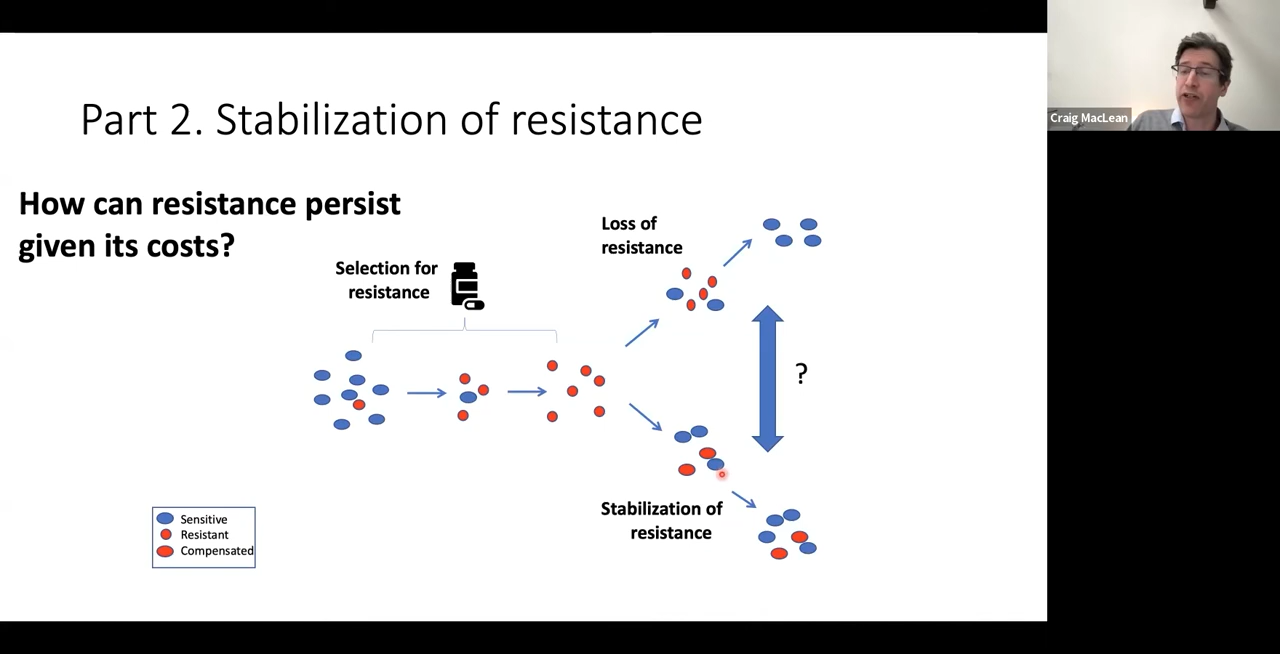 Part 2. Stabilization of resistance
Craig MacLean
How can resistance persist
given its costs?
Loss of
resistance
Selection for
resistance
?
Stabilization of
resistance
Sensitive
Resistant
Compensated